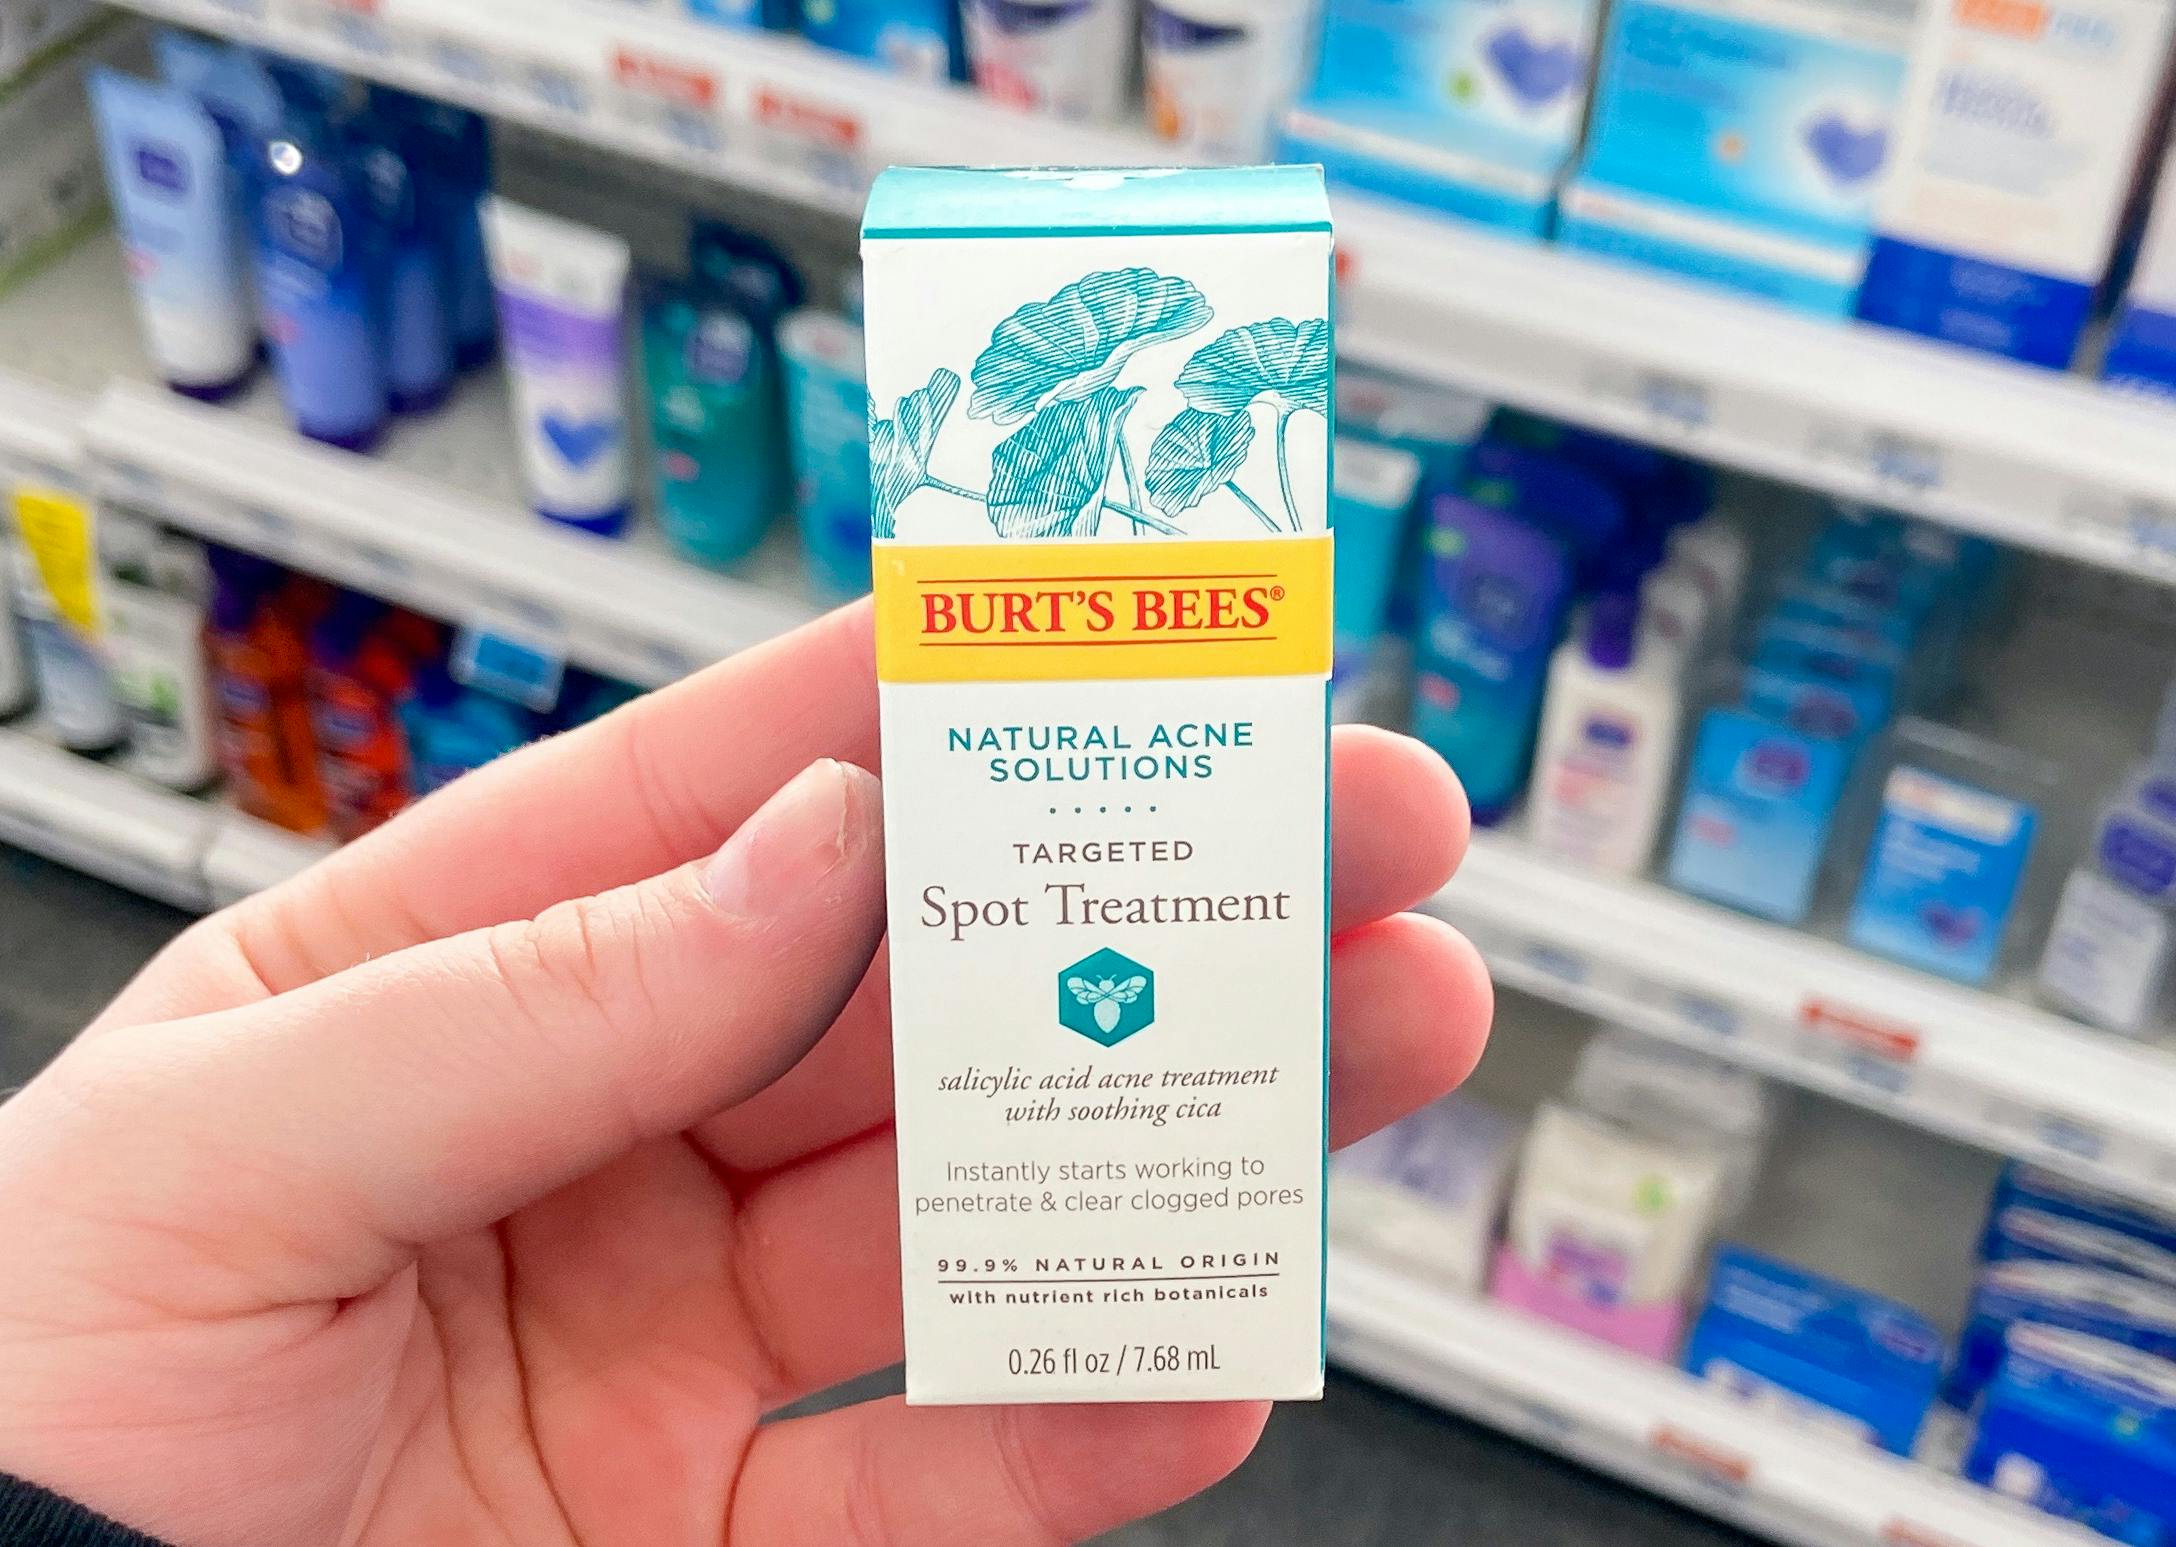 BURT'S BEES®
NATURAL ACNE
SOLUTIONS
TARGETED
Spot Treatment
salicylic acid acne treatment
with soothing cica
Instantly starts working to
penetrate & clear clogged pores
99.9% NATURAL ORIGIN
with nutrient rich botanicals
0.26 fl oz / 7.68 mL